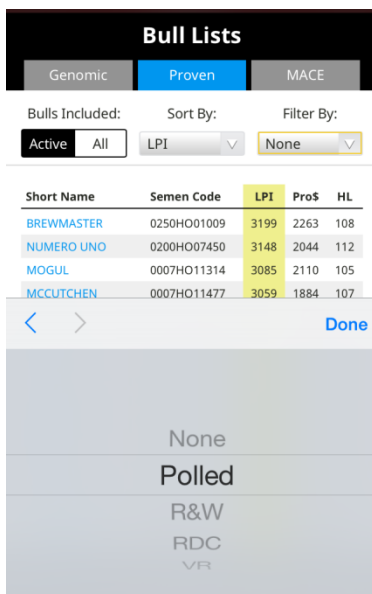 Bull Lists
Genomic Proven MACE
Bulls Included: Sort By: Filter By:
Active All LPI None
Short Name Semen Code LPI Pro$ HL
BREWMASTER 0250HO01009 3199 2263 108
NUMERO UNO 0200HO07450 3148 2044 112
MOGUL 0007HO11314 3085 2110 105
MCCUTCHEN 0007HO11477 3059 1884 107
Done
None
Polled
R&W
RDC
VR